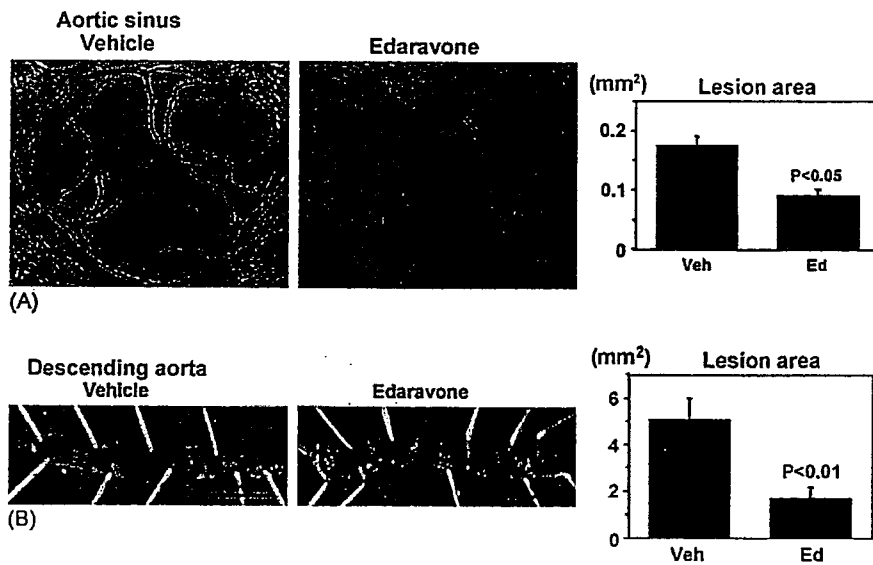 Aortic sinus
Vehicle
Edaravone
(mm²)
Lesion area
0.2
0.1
0
P<0.05
Veh
Ed
(A)
Descending aorta
Vehicle
Edaravone
(mm²)
Lesion area
6
4
2
0
P<0.01
Veh
Ed
(B)